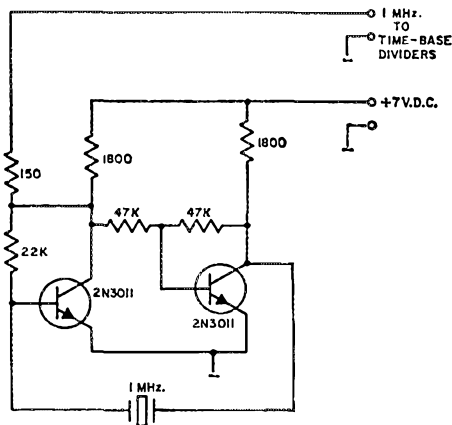 1 MHz.
TO
TIME-BASE
DIVIDERS
+7V.D.C.
150
1800
1800
47K
47K
22K
2N3011
2N3011
1 MHz.